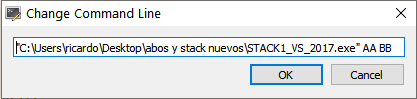 Change Command Line
"C:\Users\ricardo\Desktop\abos y stack nuevos\STACK1_VS_2017.exe" AA BB
OK
Cancel